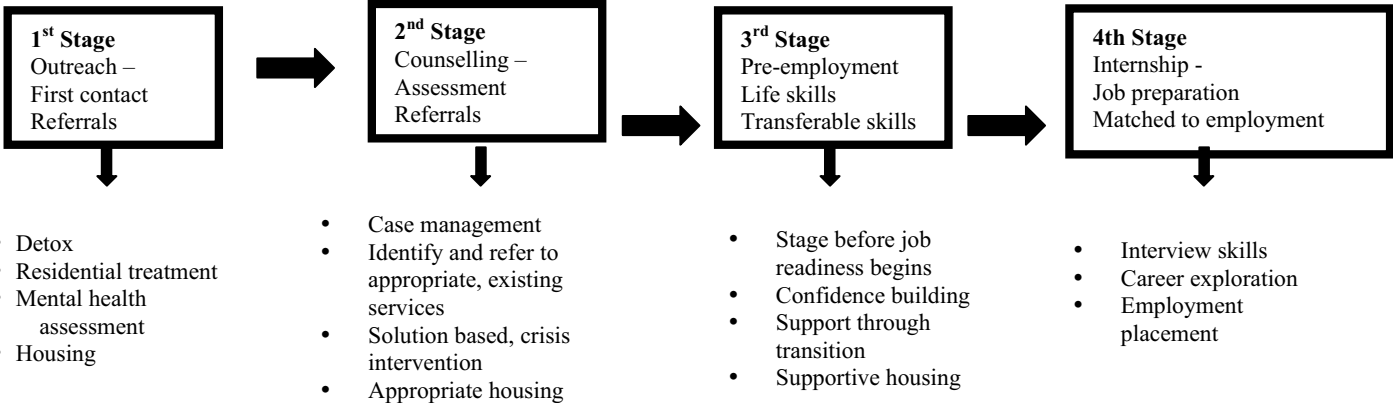 1st Stage
Outreach –
First contact
Referrals
2nd Stage
Counselling –
Assessment
Referrals
3rd Stage
Pre-employment
Life skills
Transferable skills
4th Stage
Internship -
Job preparation
Matched to employment
Detox
Residential treatment
Mental health
assessment
Housing
• Case management
• Identify and refer to
appropriate, existing
services
• Solution based, crisis
intervention
• Appropriate housing
• Stage before job
readiness begins
• Confidence building
• Support through
transition
• Supportive housing
• Interview skills
• Career exploration
• Employment
placement